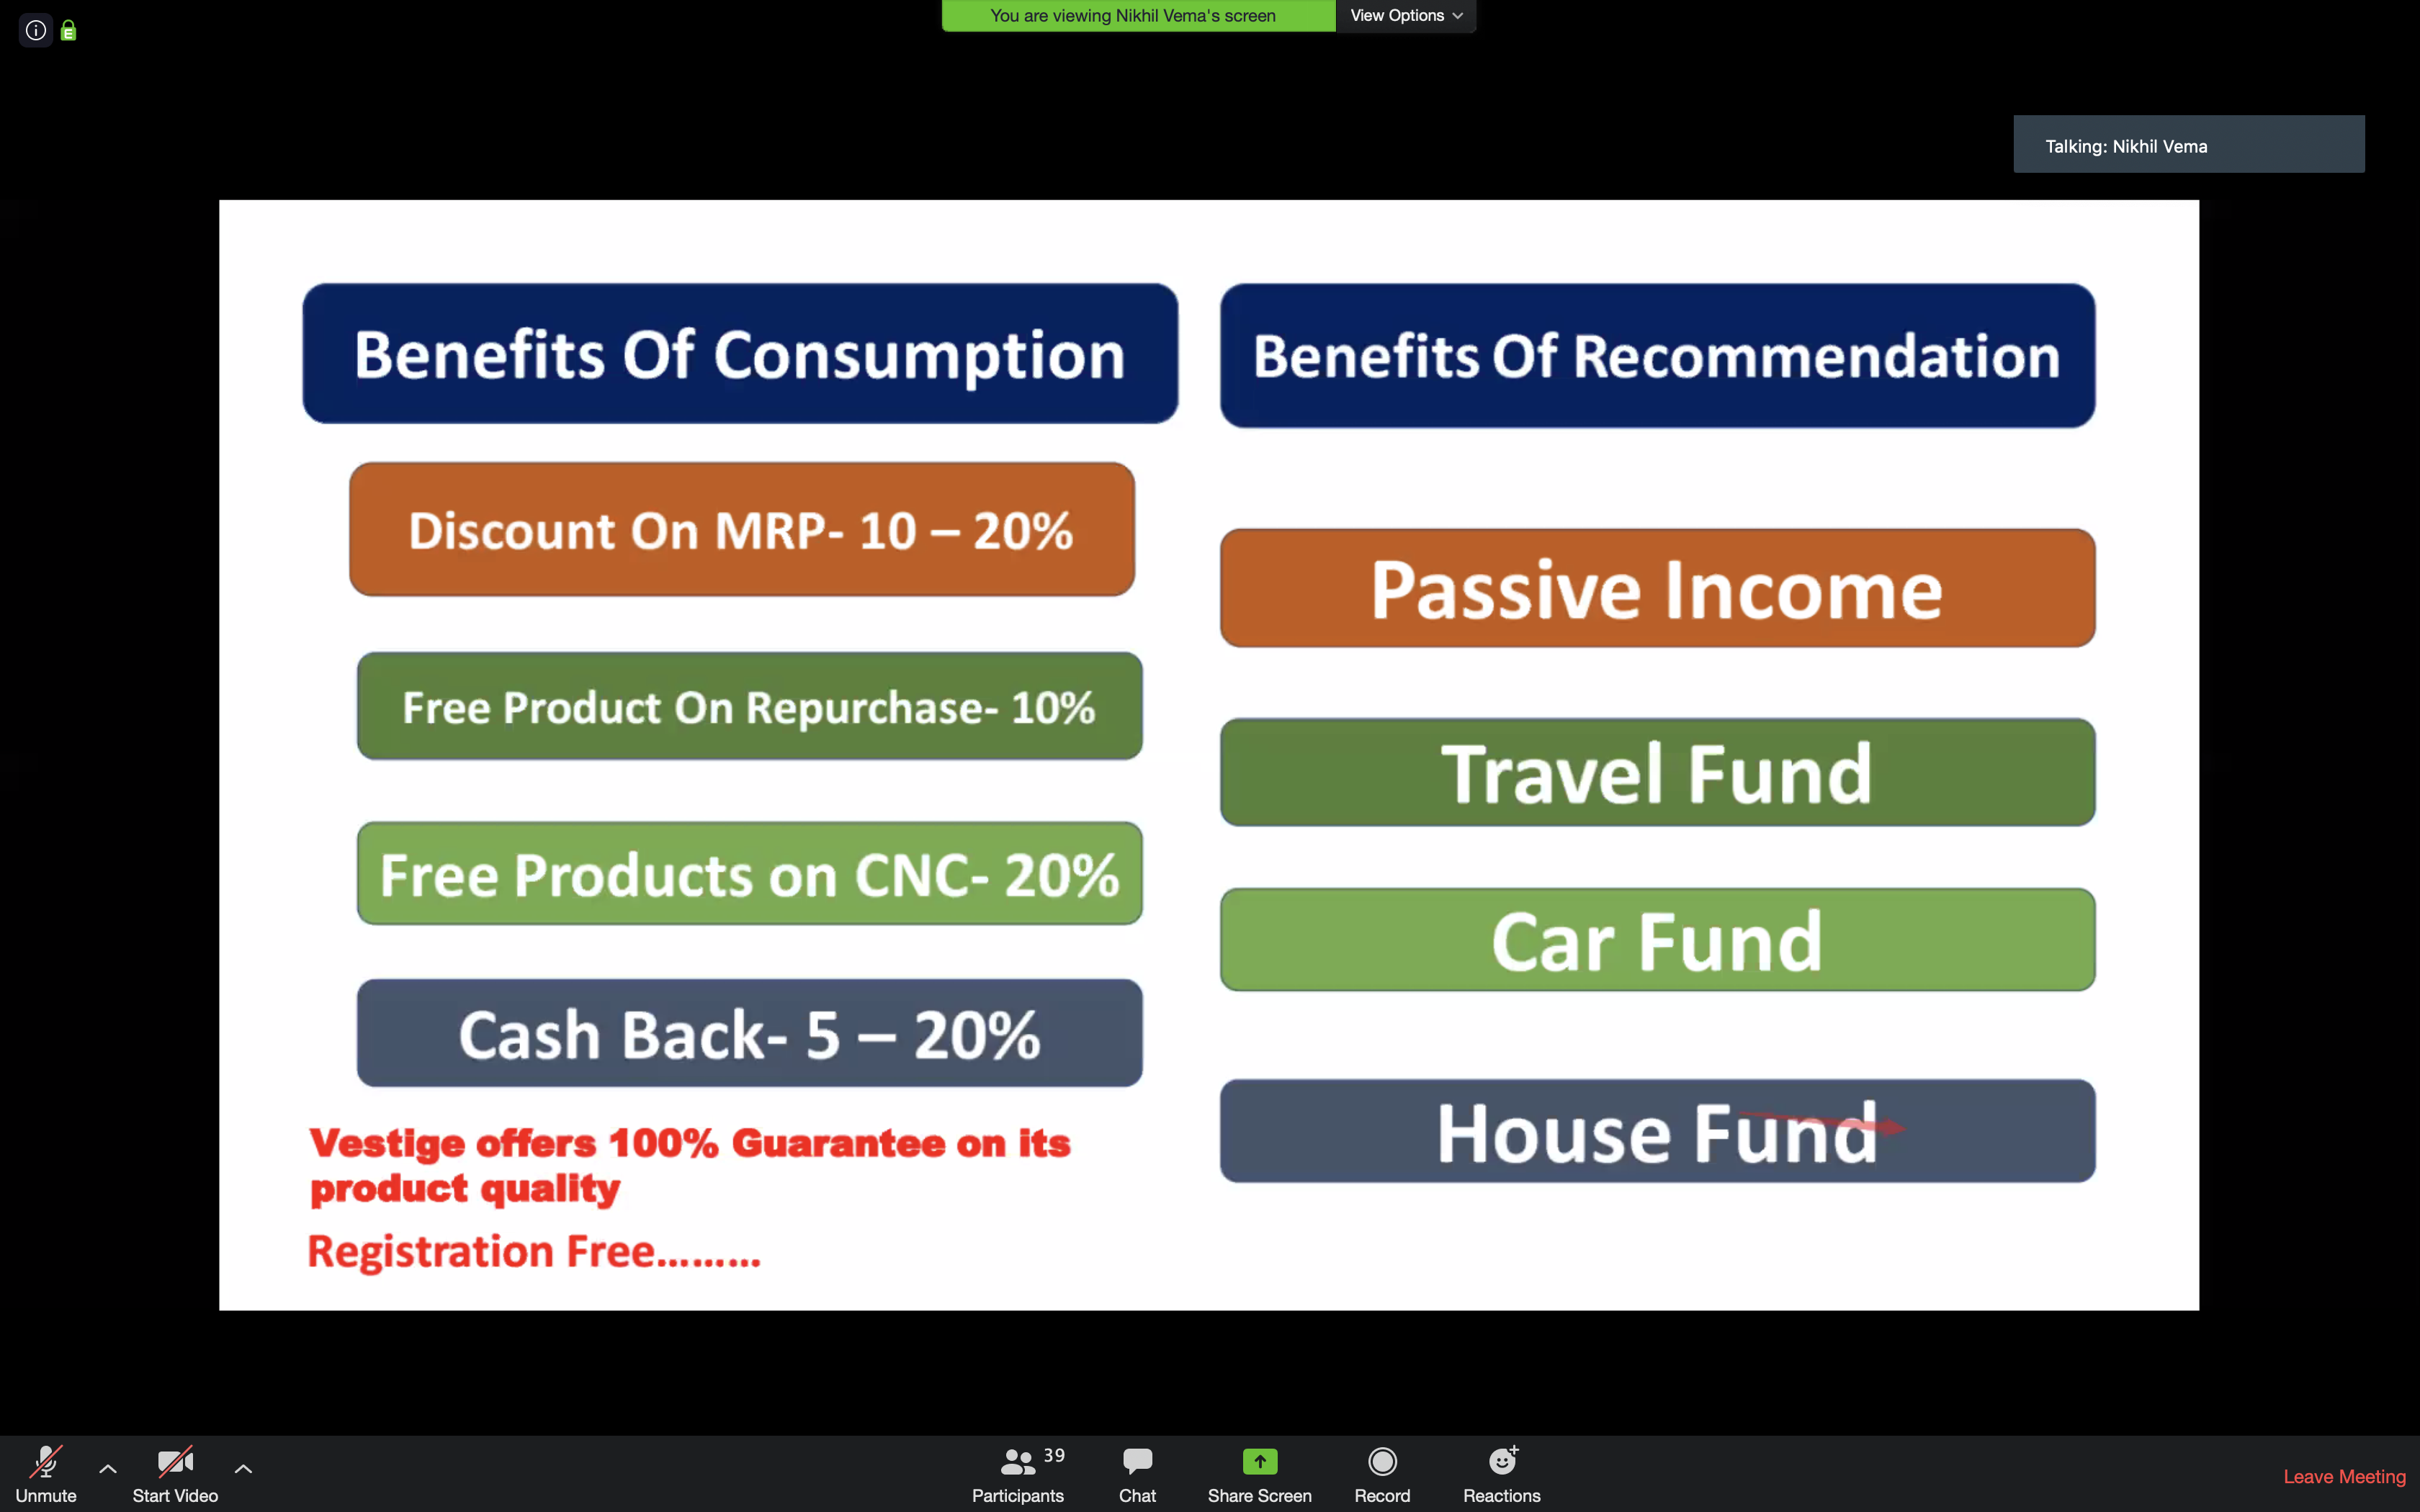 You are viewing Nikhil Vema's screen
View Options
Talking: Nikhil Vema
Benefits Of Consumption
Discount On MRP- 10 – 20%
Free Product On Repurchase- 10%
Free Products on CNC- 20%
Cash Back- 5 – 20%
Vestige offers 100% Guarantee on its
product quality
Registration Free.........
Benefits Of Recommendation
Passive Income
Travel Fund
Car Fund
House Fund
Unmute
Start Video
39
Participants
Chat
Share Screen
Record
Reactions
Leave Meeting